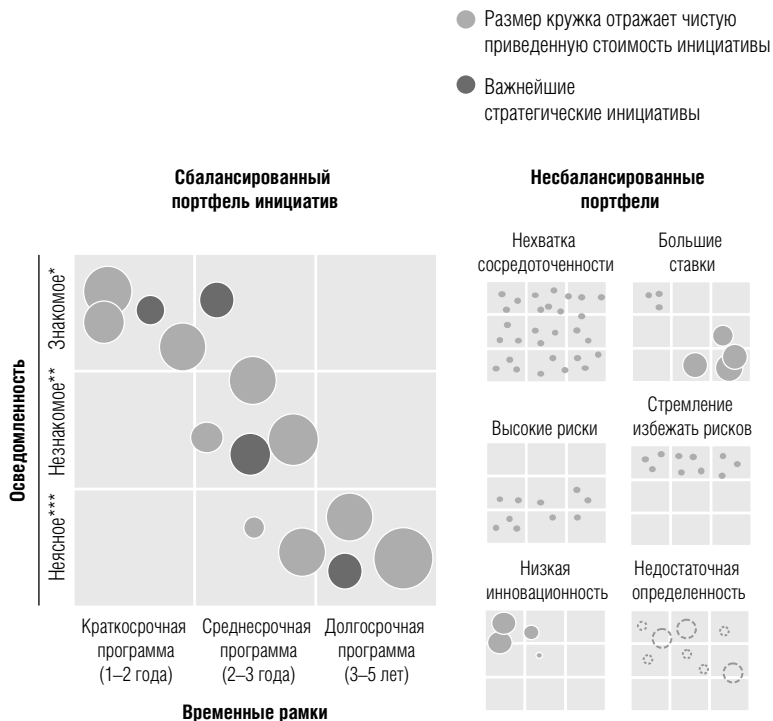 Размер кружка отражает чистую
приведенную стоимость инициативы
Важнейшие
стратегические инициативы
Сбалансированный
портфель инициатив
Несбалансированные
портфели
Осведомленность
Знакомое*
Незнакомое**
Неясное***
Краткосрочная
программа
(1–2 года)
Среднесрочная
программа
(2–3 года)
Долгосрочная
программа
(3–5 лет)
Временные рамки
Нехватка
сосредоточенности
Большие
ставки
Высокие риски
Стремление
избежать рисков
Низкая
инновационность
Недостаточная
определенность